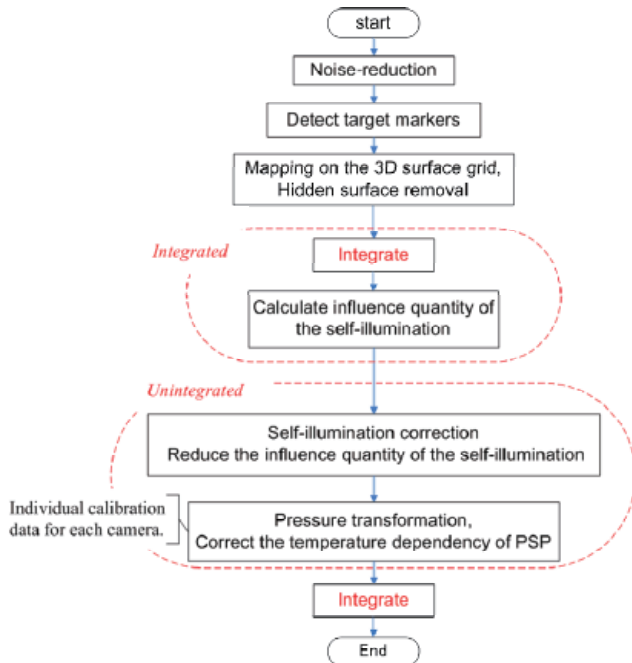 start
Noise-reduction
Detect target markers
Mapping on the 3D surface grid,
Hidden surface removal
Integrated
Integrate
Calculate influence quantity of
the self-illumination
Unintegrated
Self-illumination correction
Reduce the influence quantity of the self-illumination
Individual calibration
data for each camera.
Pressure transformation,
Correct the temperature dependency of PSP
Integrate
End